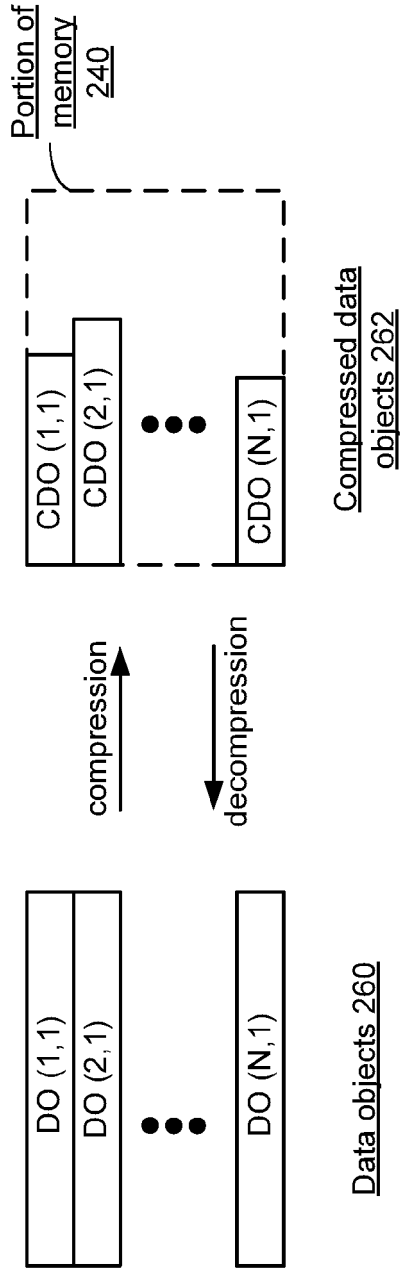 DO (1,1)
DO (2,1)
DO (N,1)
Data objects 260
compression
decompression
CDO (1,1)
CDO (2,1)
CDO (N,1)
Compressed data
objects 262
Portion of
memory
240